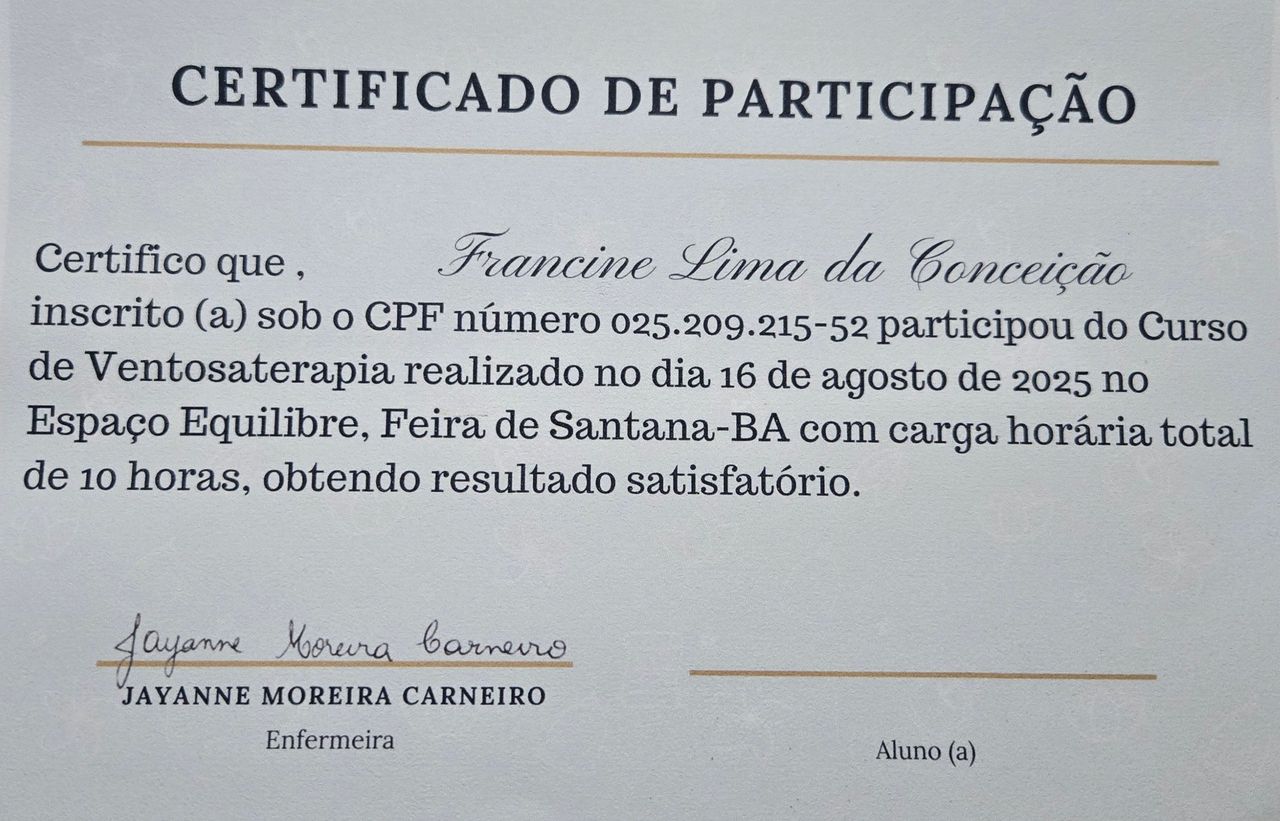 CERTIFICADO DE PARTICIPAÇÃO
Certifico que , Francine Lima da Conceição
inscrito (a) sob o CPF número 025.209.215-52 participou do Curso
de Ventosaterapia realizado no dia 16 de agosto de 2025 no
Espaço Equilibre, Feira de Santana-BA com carga horária total
de 10 horas, obtendo resultado satisfatório.
Jayanne Moreira Carneiro
JAYANNE MOREIRA CARNEIRO
Enfermeira
Aluno (a)